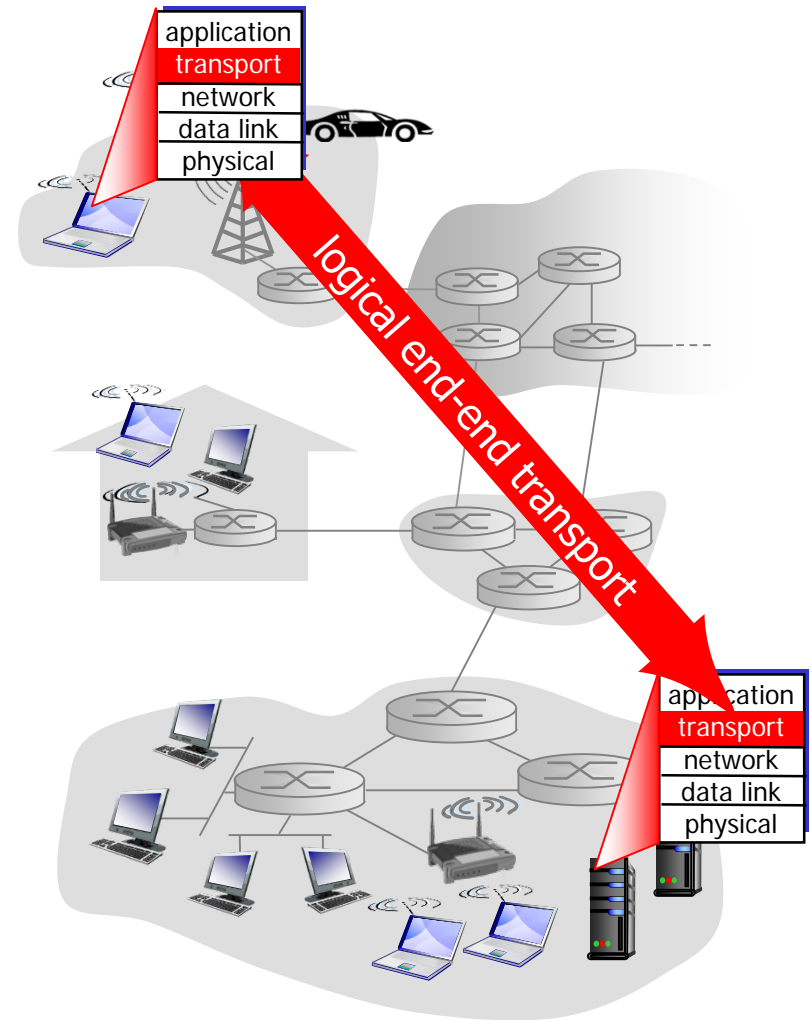 application
transport
network
data link
physical
logical end-end transport
application
transport
network
data link
physical